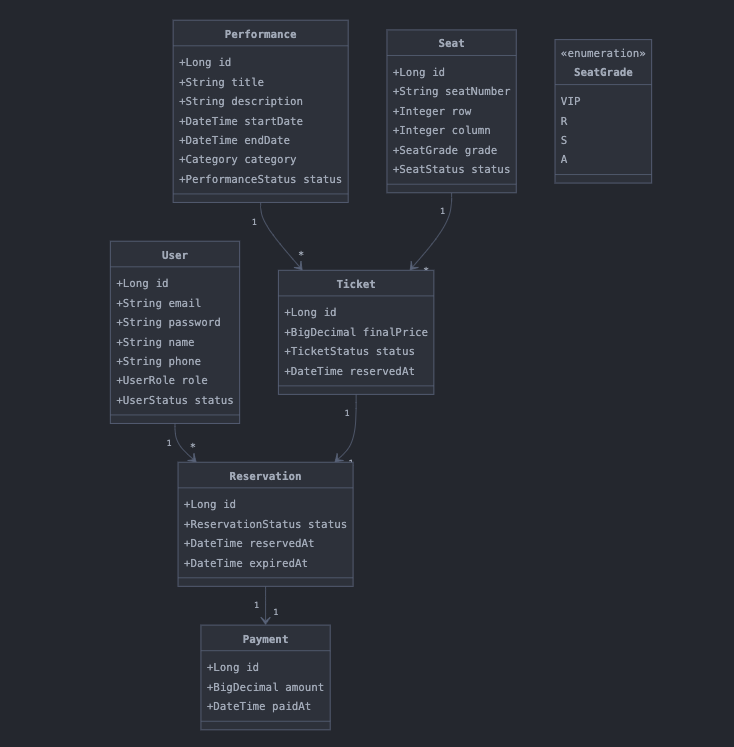 Performance
+Long id
+String title
+String description
+DateTime startDate
+DateTime endDate
+Category category
+PerformanceStatus status
Seat
+Long id
+String seatNumber
+Integer row
+Integer column
+SeatGrade grade
+SeatStatus status
«enumeration»
SeatGrade
VIP
R
S
A
1
*
1
*
User
+Long id
+String email
+String password
+String name
+String phone
+UserRole role
+UserStatus status
Ticket
+Long id
+BigDecimal finalPrice
+TicketStatus status
+DateTime reservedAt
1
*
1
Reservation
+Long id
+ReservationStatus status
+DateTime reservedAt
+DateTime expiredAt
1
1
Payment
+Long id
+BigDecimal amount
+DateTime paidAt